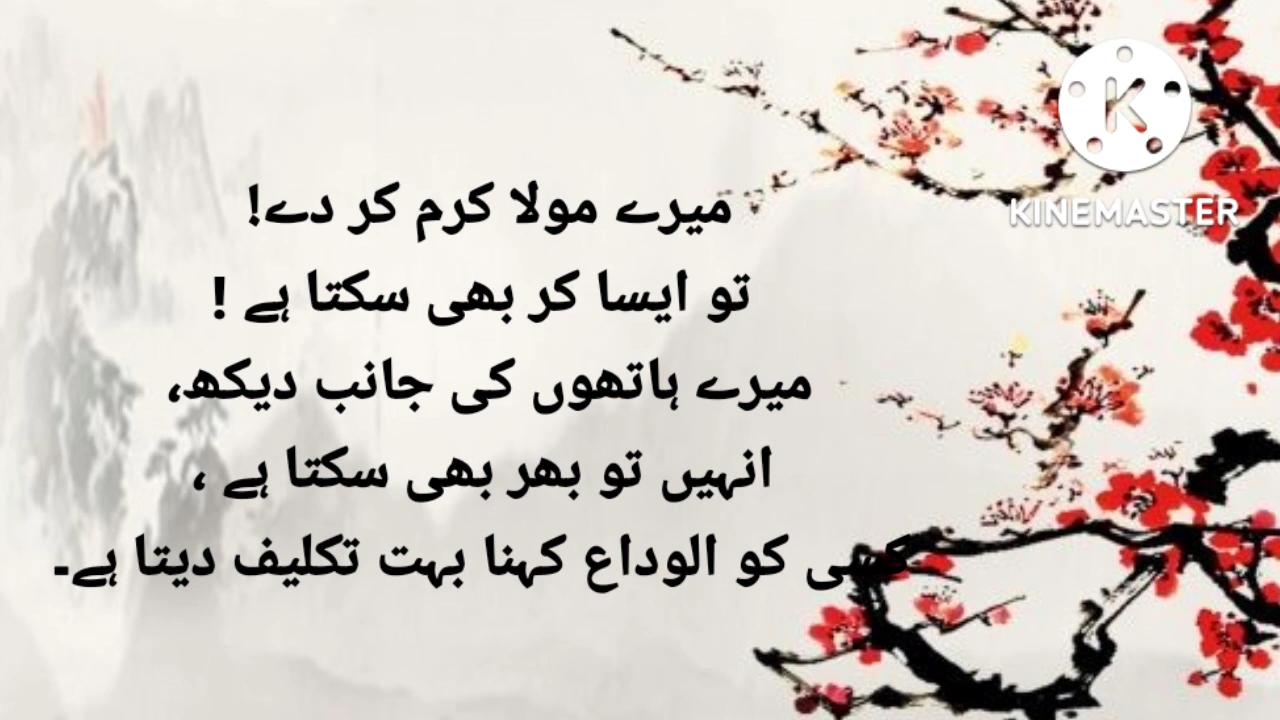 میرے مولا کرم کر دے!
تو ایسا کر بھی سکتا ہے !
میرے ہاتھوں کی جانب دیکھ،
انہیں تو بھر بھی سکتا ہے ،
کسی کو الوداع کہنا بہت تکلیف دیتا ہے۔
K
KINEMASTER